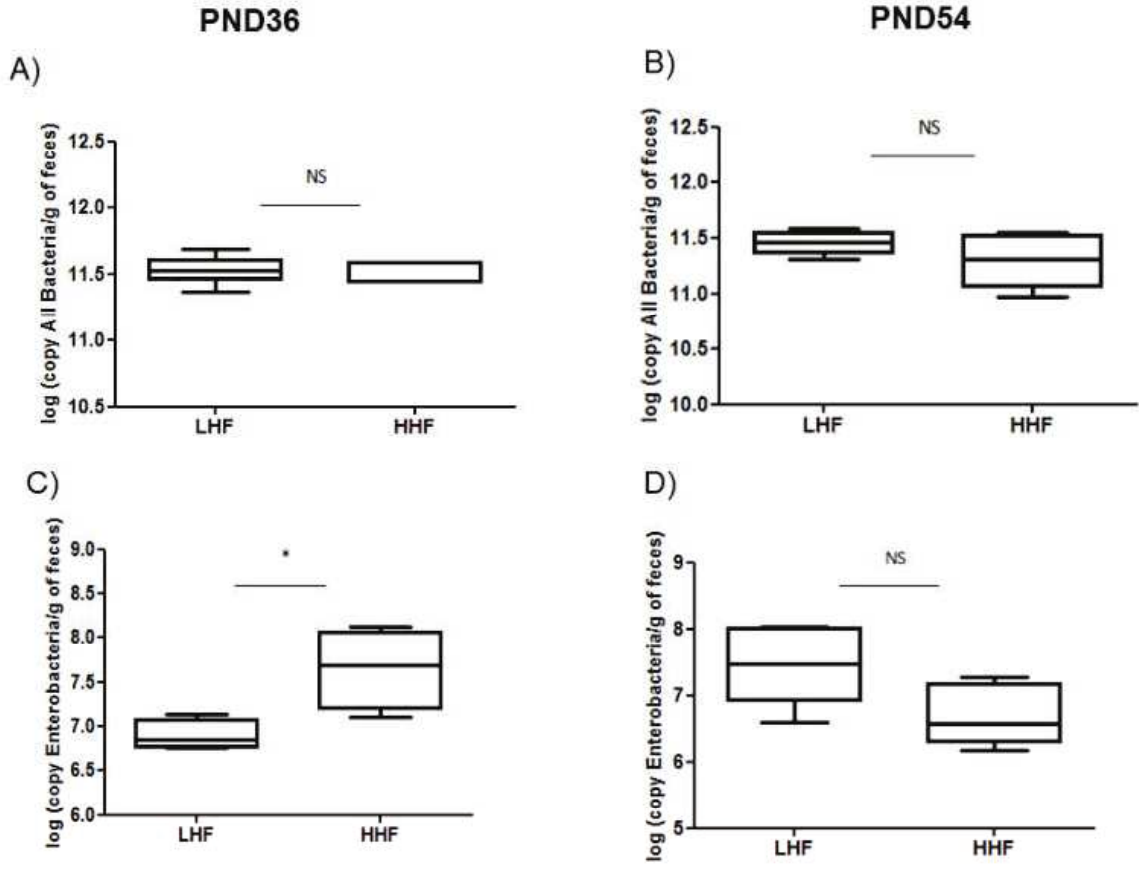 PND36
PND54
A)
log (copy All Bacteria/g of feces)
12.5
12.0
11.5
11.0
10.5
NS
LHF
HHF
B)
log (copy All Bacteria/g of feces)
12.5
12.0
11.5
11.0
10.5
10.0
NS
LHF
HHF
C)
log (copy Enterobacteria/g of feces)
9.0
8.5
8.0
7.5
7.0
6.5
6.0
*
LHF
HHF
D)
log (copy Enterobacteria/g of feces)
9
8
7
6
5
NS
LHF
HHF